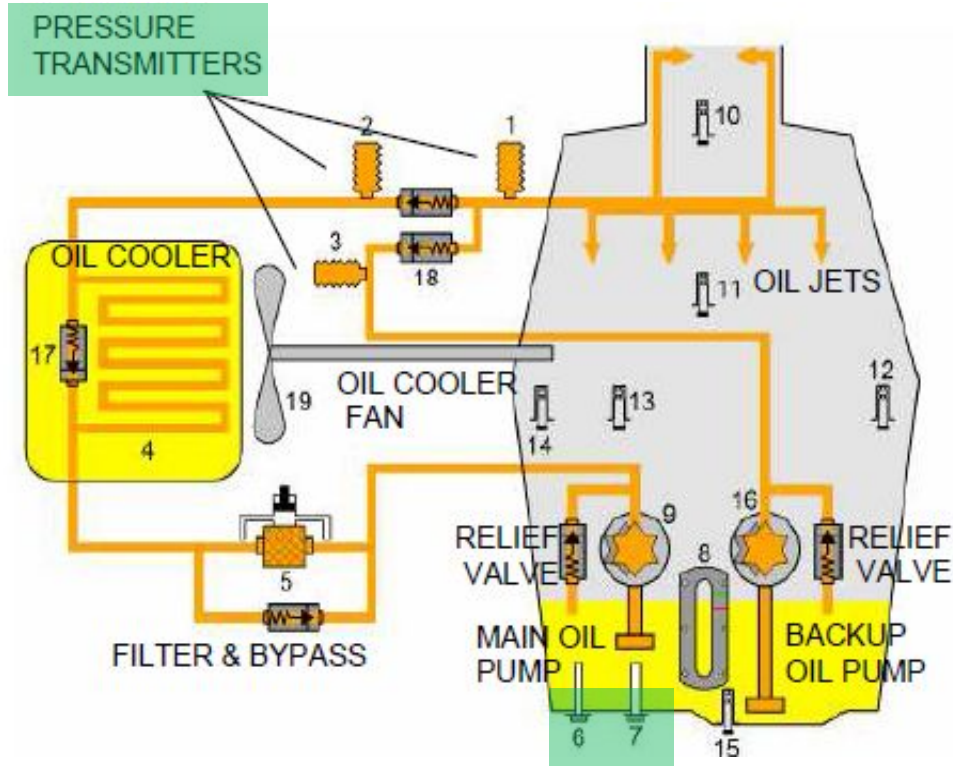 PRESSURE
TRANSMITTERS
2
1
10
3
18
OIL COOLER
11
OIL JETS
17
12
OIL COOLER
FAN
19
13
14
4
9
16
RELIEF
VALVE
8
RELIEF
VALVE
5
MAIN OIL
PUMP
BACKUP
OIL PUMP
FILTER & BYPASS
6
7
15